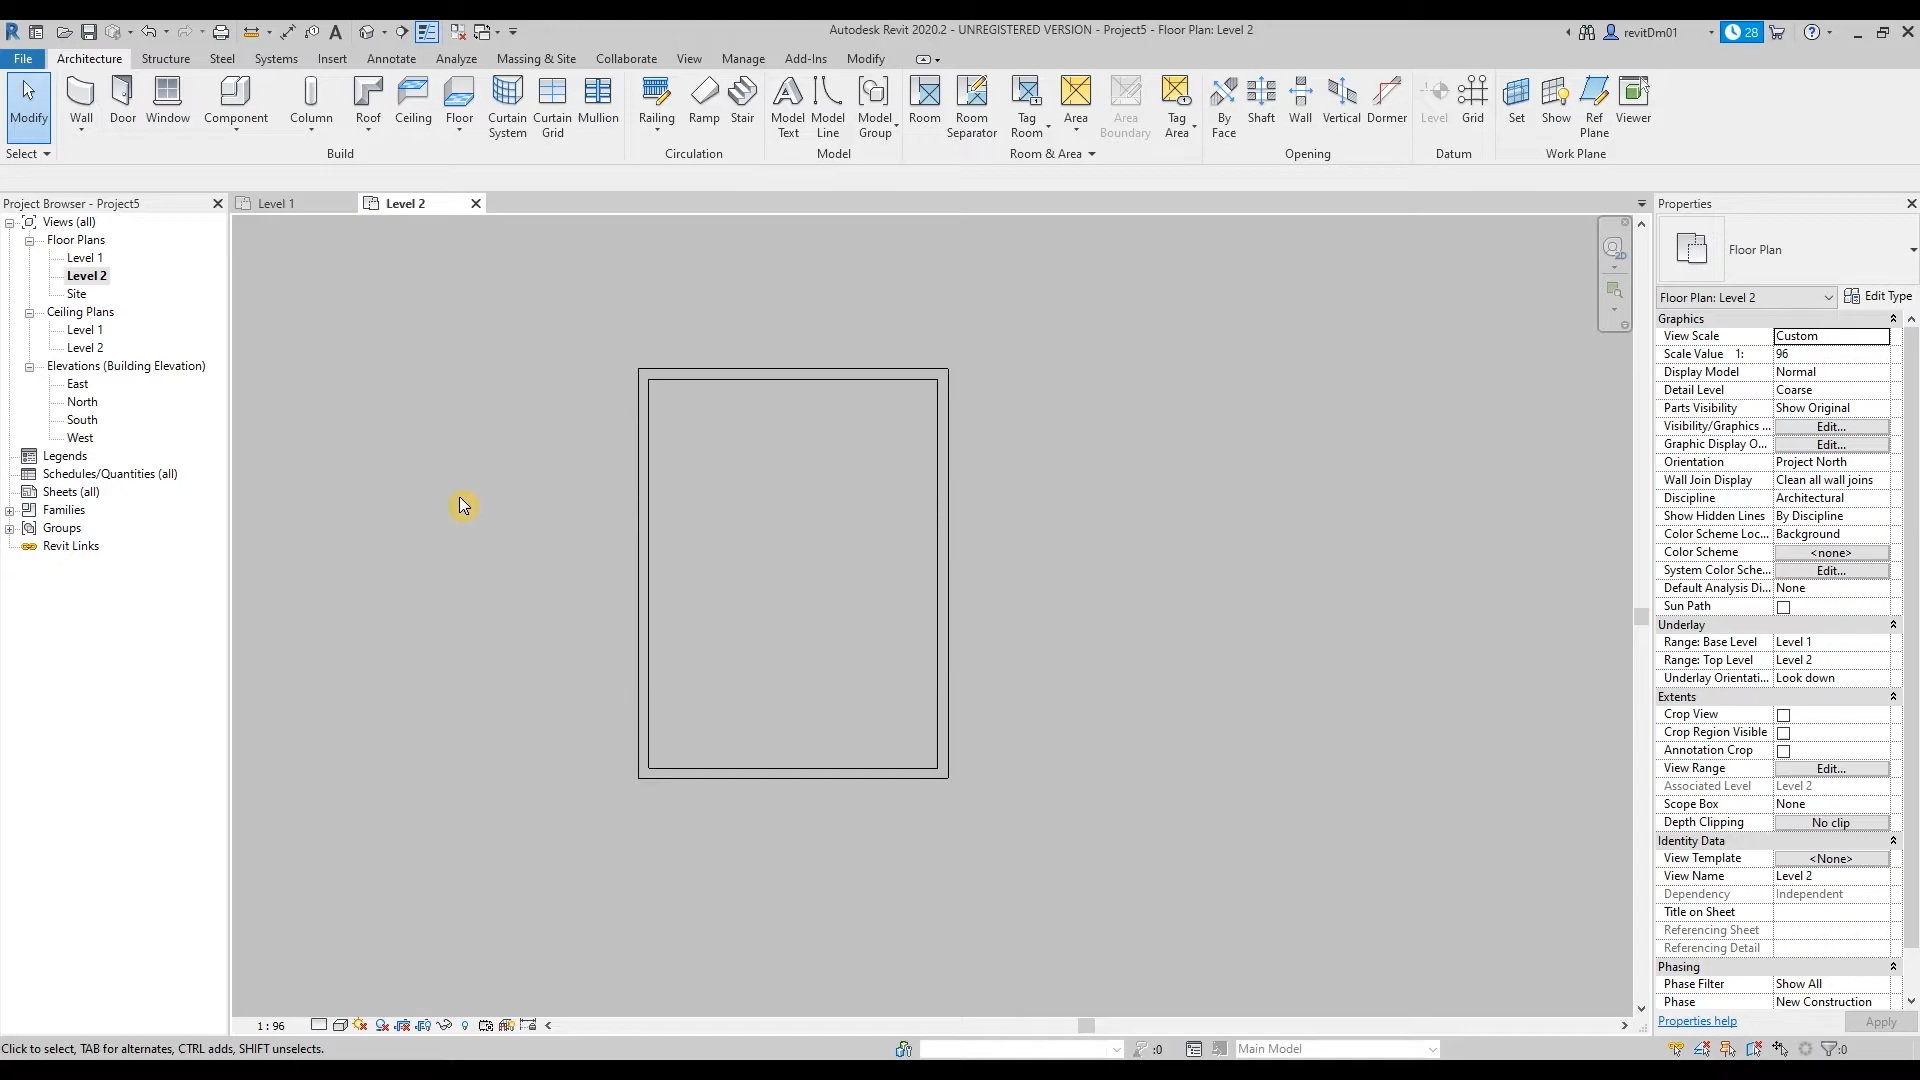 Autodesk Revit 2020.2 - UNREGISTERED VERSION - Project5 - Floor Plan: Level 2
revitDm01
28
File Architecture Structure Steel Systems Insert Annotate Analyze Massing & Site Collaborate View Manage Add-Ins Modify
Modify Wall Door Window Component Column Roof Ceiling Floor Curtain System Curtain Grid Mullion Railing Ramp Stair Model Text Model Line Model Group Room Room Separator Tag Room Area Area Boundary Tag Area By Face Shaft Wall Vertical Dormer Level Grid Set Show Ref Plane Viewer
Select Build Circulation Model Room & Area Opening Datum Work Plane
Project Browser - Project5
Views (all)
Floor Plans
Level 1
Level 2
Site
Ceiling Plans
Level 1
Level 2
Elevations (Building Elevation)
East
North
South
West
Legends
Schedules/Quantities (all)
Sheets (all)
Families
Groups
Revit Links
Level 1
Level 2
2D
Properties
Floor Plan
Floor Plan: Level 2 Edit Type
Graphics
View Scale Custom
Scale Value 1: 96
Display Model Normal
Detail Level Coarse
Parts Visibility Show Original
Visibility/Graphics ... Edit...
Graphic Display O... Edit...
Orientation Project North
Wall Join Display Clean all wall joins
Discipline Architectural
Show Hidden Lines By Discipline
Color Scheme Loc... Background
Color Scheme <none>
System Color Sche... Edit...
Default Analysis Di... None
Sun Path
Underlay
Range: Base Level Level 1
Range: Top Level Level 2
Underlay Orientati... Look down
Extents
Crop View
Crop Region Visible
Annotation Crop
View Range Edit...
Associated Level Level 2
Scope Box None
Depth Clipping No clip
Identity Data
View Template <None>
View Name Level 2
Dependency Independent
Title on Sheet
Referencing Sheet
Referencing Detail
Phasing
Phase Filter Show All
Phase New Construction
Properties help Apply
1 : 96
Click to select, TAB for alternates, CTRL adds, SHIFT unselects.
:0
Main Model
:0